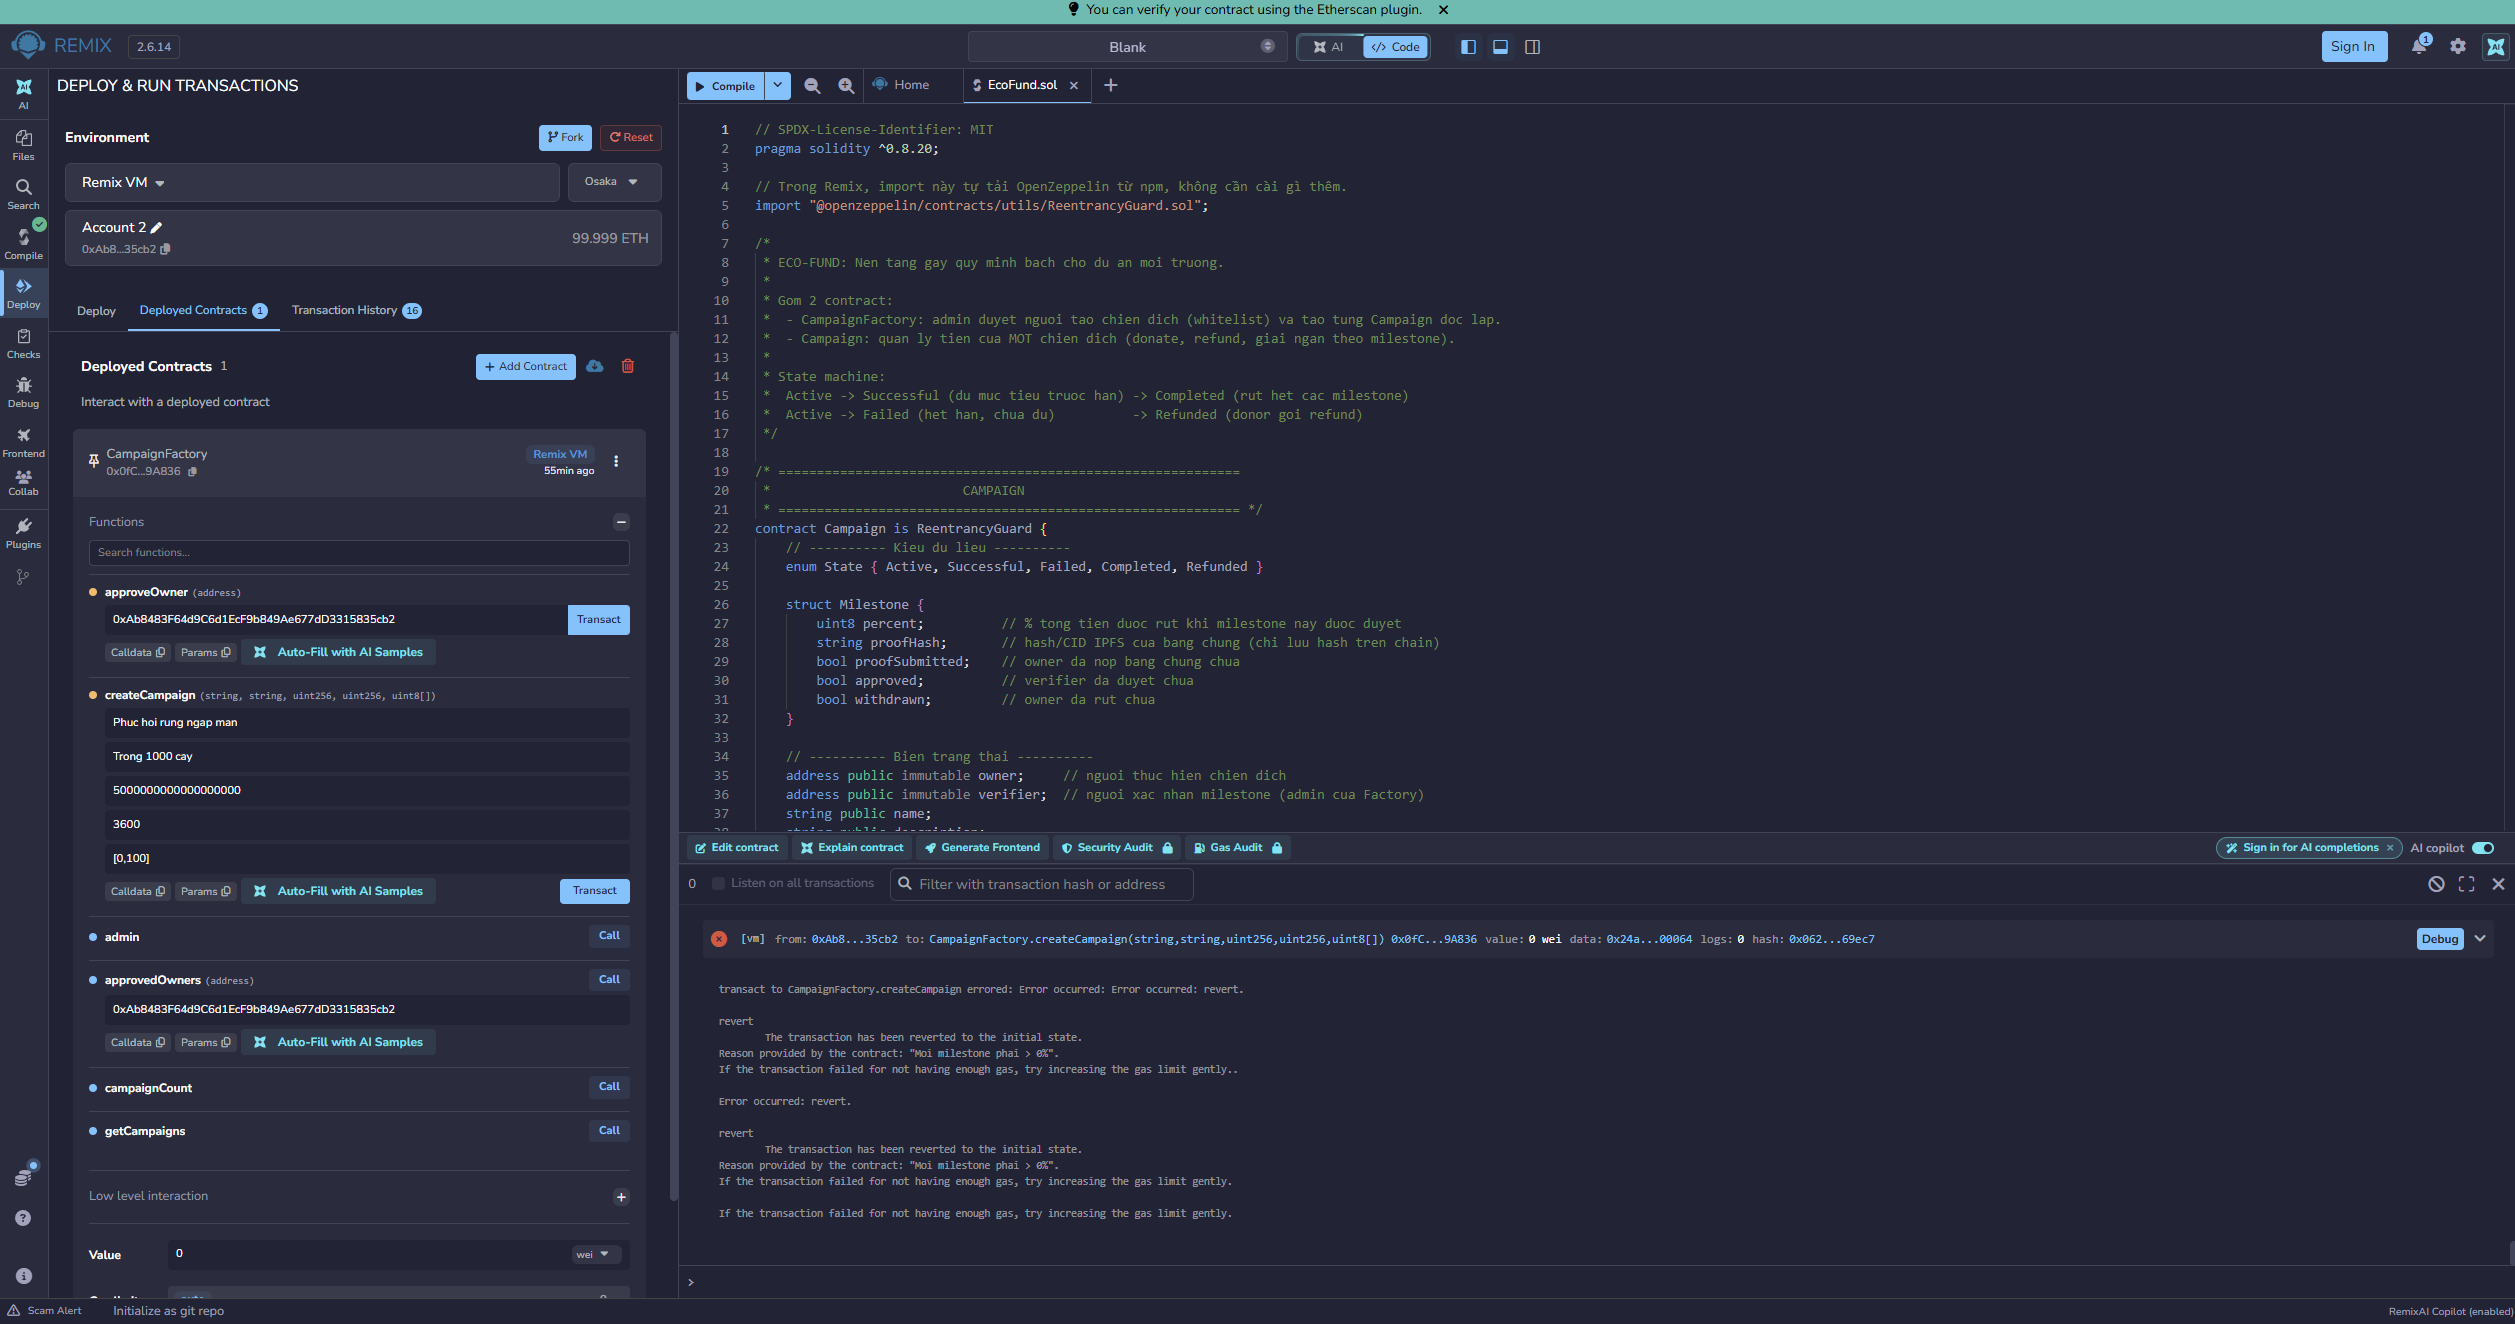 You can verify your contract using the Etherscan plugin.
REMIX 2.6.14
Blank
AI
Code
Sign In
1
AI
Files
Search
Compile
Deploy
Checks
Debug
Frontend
Collab
Plugins
DEPLOY & RUN TRANSACTIONS
Environment
Fork
Reset
Remix VM
Osaka
Account 2
0xAb8...35cb2
99.999 ETH
Deploy
Deployed Contracts 1
Transaction History 16
Deployed Contracts 1
+ Add Contract
Interact with a deployed contract
CampaignFactory
0x0fC...9A836
Remix VM
55min ago
Functions
Search functions...
approveOwner (address)
0xAb8483F64d9C6d1EcF9b849Ae677dD3315835cb2
Transact
Calldata
Params
Auto-Fill with AI Samples
createCampaign (string, string, uint256, uint256, uint8[])
Phuc hoi rung ngap man
Trong 1000 cay
5000000000000000000
3600
[0,100]
Calldata
Params
Auto-Fill with AI Samples
Transact
admin
Call
approvedOwners (address)
Call
0xAb8483F64d9C6d1EcF9b849Ae677dD3315835cb2
Calldata
Params
Auto-Fill with AI Samples
campaignCount
Call
getCampaigns
Call
Low level interaction
Value
0
wei
Compile
Home
EcoFund.sol
1 // SPDX-License-Identifier: MIT
2 pragma solidity ^0.8.20;
3
4 // Trong Remix, import này tự tải OpenZeppelin từ npm, không cần cài gì thêm.
5 import "@openzeppelin/contracts/utils/ReentrancyGuard.sol";
6
7 /*
8 * ECO-FUND: Nen tang gay quy minh bach cho du an moi truong.
9 *
10 * Gom 2 contract:
11 * - CampaignFactory: admin duyet nguoi tao chien dich (whitelist) va tao tung Campaign doc lap.
12 * - Campaign: quan ly tien cua MOT chien dich (donate, refund, giai ngan theo milestone).
13 *
14 * State machine:
15 * Active -> Successful (du muc tieu truoc han) -> Completed (rut het cac milestone)
16 * Active -> Failed (het han, chua du) -> Refunded (donor goi refund)
17 */
18
19 /* ============================================================
20 * CAMPAIGN
21 * ============================================================ */
22 contract Campaign is ReentrancyGuard {
23 // ---------- Kieu du lieu ----------
24 enum State { Active, Successful, Failed, Completed, Refunded }
25
26 struct Milestone {
27 uint8 percent; // % tong tien duoc rut khi milestone nay duoc duyet
28 string proofHash; // hash/CID IPFS cua bang chung (chi luu hash tren chain)
29 bool proofSubmitted; // owner da nop bang chung chua
30 bool approved; // verifier da duyet chua
31 bool withdrawn; // owner da rut chua
32 }
33
34 // ---------- Bien trang thai ----------
35 address public immutable owner; // nguoi thuc hien chien dich
36 address public immutable verifier; // nguoi xac nhan milestone (admin cua Factory)
37 string public name;
38 string public description;
Edit contract
Explain contract
Generate Frontend
Security Audit
Gas Audit
Sign in for AI completions ×
AI copilot
0
Listen on all transactions
Filter with transaction hash or address
[vm] from: 0xAb8...35cb2 to: CampaignFactory.createCampaign(string,string,uint256,uint256,uint8[]) 0x0fC...9A836 value: 0 wei data: 0x24a...00064 logs: 0 hash: 0x062...69ec7
Debug
transact to CampaignFactory.createCampaign errored: Error occurred: Error occurred: revert.
revert
The transaction has been reverted to the initial state.
Reason provided by the contract: "Moi milestone phai > 0%".
If the transaction failed for not having enough gas, try increasing the gas limit gently..
Error occurred: revert.
revert
The transaction has been reverted to the initial state.
Reason provided by the contract: "Moi milestone phai > 0%".
If the transaction failed for not having enough gas, try increasing the gas limit gently.
If the transaction failed for not having enough gas, try increasing the gas limit gently.
>
Scam Alert
Initialize as git repo
RemixAI Copilot (enabled)